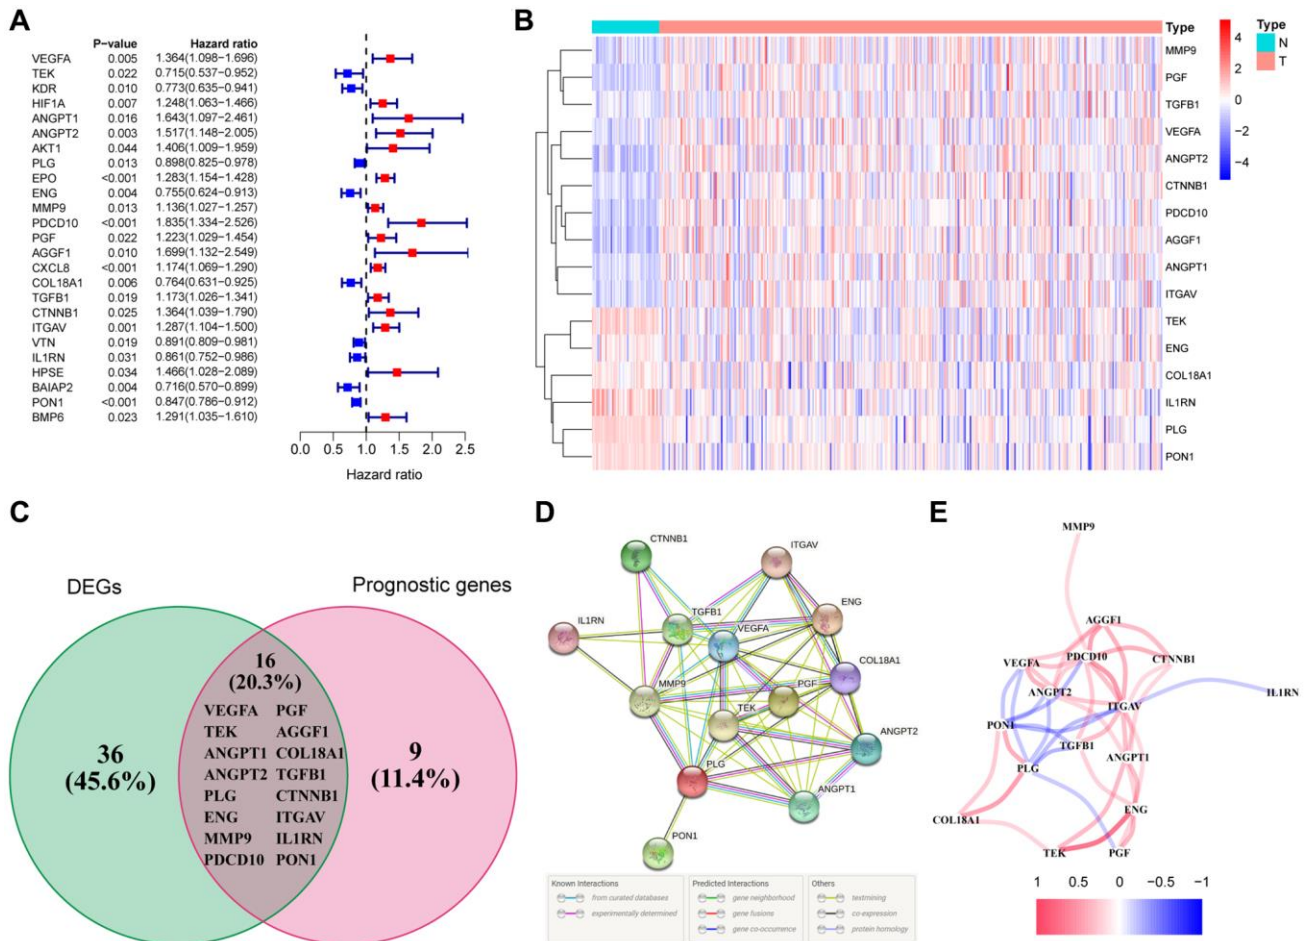 A
P-value Hazard ratio
VEGFA 0.005 1.364(1.098-1.696)
TEK 0.022 0.715(0.537-0.952)
KDR 0.010 0.773(0.635-0.941)
HIF1A 0.007 1.248(1.063-1.466)
ANGPT1 0.016 1.643(1.097-2.461)
ANGPT2 0.003 1.517(1.148-2.005)
AKT1 0.044 1.406(1.009-1.959)
PLG 0.013 0.898(0.825-0.978)
EPO <0.001 1.283(1.154-1.428)
ENG 0.004 0.755(0.624-0.913)
MMP9 0.013 1.136(1.027-1.257)
PDCD10 <0.001 1.835(1.334-2.526)
PGF 0.022 1.223(1.029-1.454)
AGGF1 0.010 1.699(1.132-2.549)
CXCL8 <0.001 1.174(1.069-1.290)
COL18A1 0.006 0.764(0.631-0.925)
TGFB1 0.019 1.173(1.026-1.341)
CTNNB1 0.025 1.364(1.039-1.790)
ITGAV 0.001 1.287(1.104-1.500)
VTN 0.019 0.891(0.809-0.981)
IL1RN 0.031 0.861(0.752-0.986)
HPSE 0.034 1.466(1.028-2.089)
BAIAP2 0.004 0.716(0.570-0.899)
PON1 <0.001 0.847(0.786-0.912)
BMP6 0.023 1.291(1.035-1.610)
0.0 0.5 1.0 1.5 2.0 2.5
Hazard ratio
B
Type
MMP9
PGF
TGFB1
VEGFA
ANGPT2
CTNNB1
PDCD10
AGGF1
ANGPT1
ITGAV
TEK
ENG
COL18A1
IL1RN
PLG
PON1
4
2
0
-2
-4
Type
N
T
C
DEGs
Prognostic genes
16
(20.3%)
VEGFA PGF
TEK AGGF1
ANGPT1 COL18A1
ANGPT2 TGFB1
PLG CTNNB1
ENG ITGAV
MMP9 IL1RN
PDCD10 PON1
36
(45.6%)
9
(11.4%)
D
CTNNB1
ITGAV
TGFB1
ENG
IL1RN
VEGFA
COL18A1
MMP9
PGF
TEK
ANGPT2
PLG
ANGPT1
PON1
Known Interactions
from curated databases
experimentally determined
Predicted Interactions
gene neighborhood
gene fusions
gene co-occurrence
Others
textmining
co-expression
protein homology
E
MMP9
AGGF1
VEGFA
PDCD10
CTNNB1
ANGPT2
IL1RN
ITGAV
PON1
TGFB1
ANGPT1
PLG
ENG
COL18A1
TEK
PGF
1 0.5 0 -0.5 -1